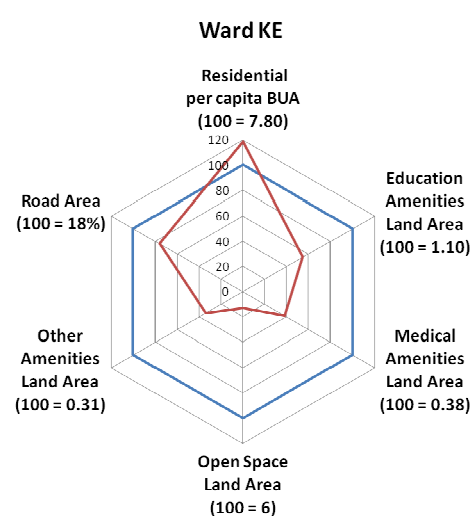 Ward KE
Residential
per capita BUA
(100 = 7.80)
120
100
80
60
40
20
0
Education
Amenities
Land Area
(100 = 1.10)
Medical
Amenities
Land Area
(100 = 0.38)
Open Space
Land Area
(100 = 6)
Other
Amenities
Land Area
(100 = 0.31)
Road Area
(100 = 18%)